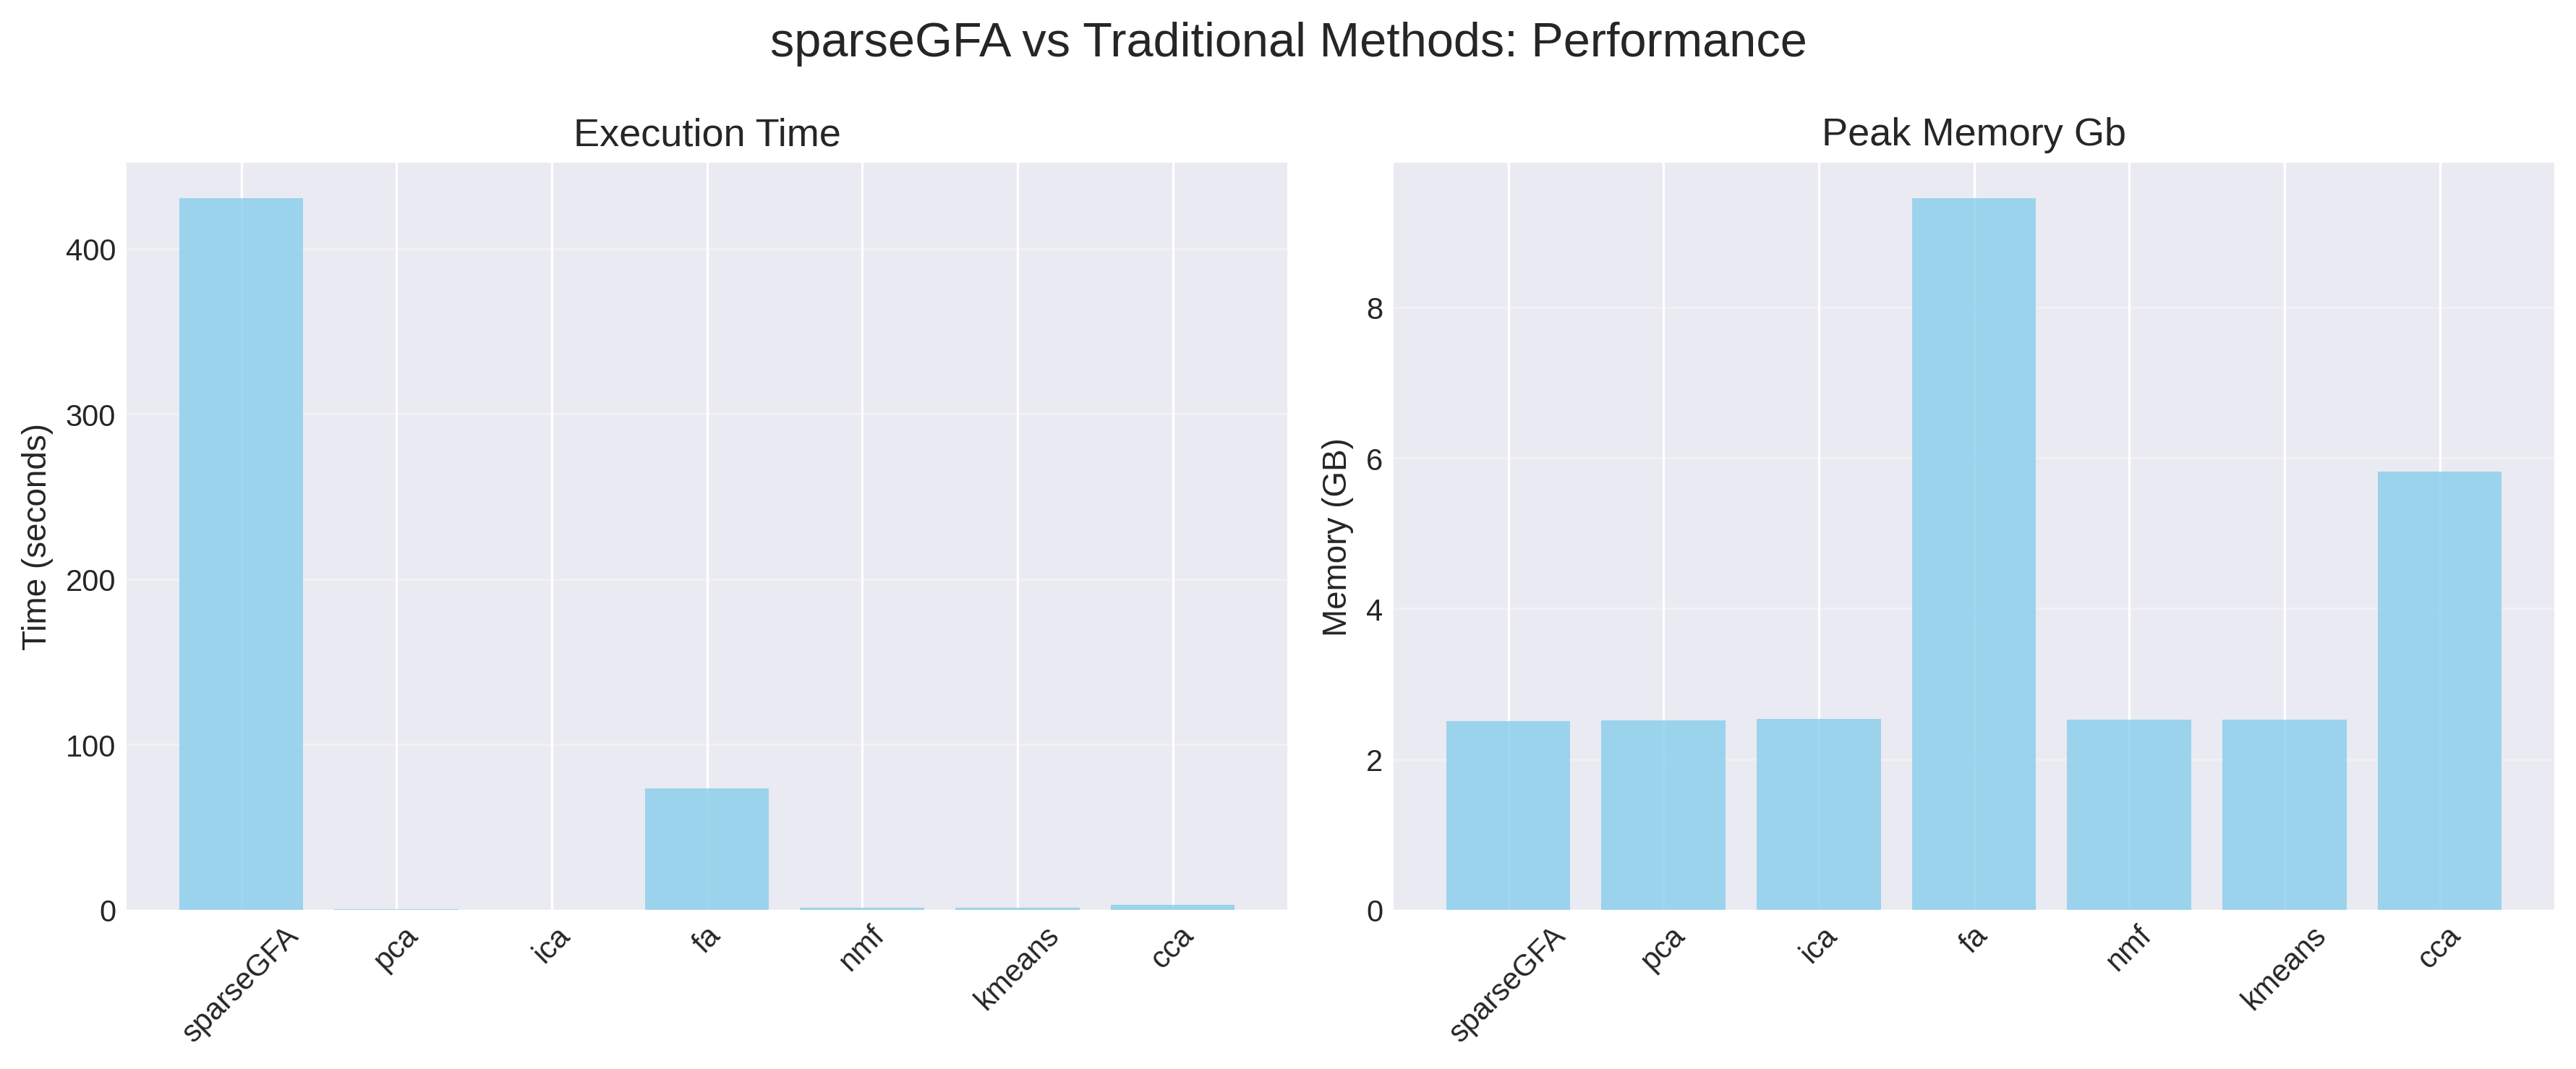 sparseGFA vs Traditional Methods: Performance
Execution Time
Time (seconds)
400
300
200
100
0
sparseGFA
pca
ica
fa
nmf
kmeans
cca
Peak Memory Gb
Memory (GB)
8
6
4
2
0
sparseGFA
pca
ica
fa
nmf
kmeans
cca